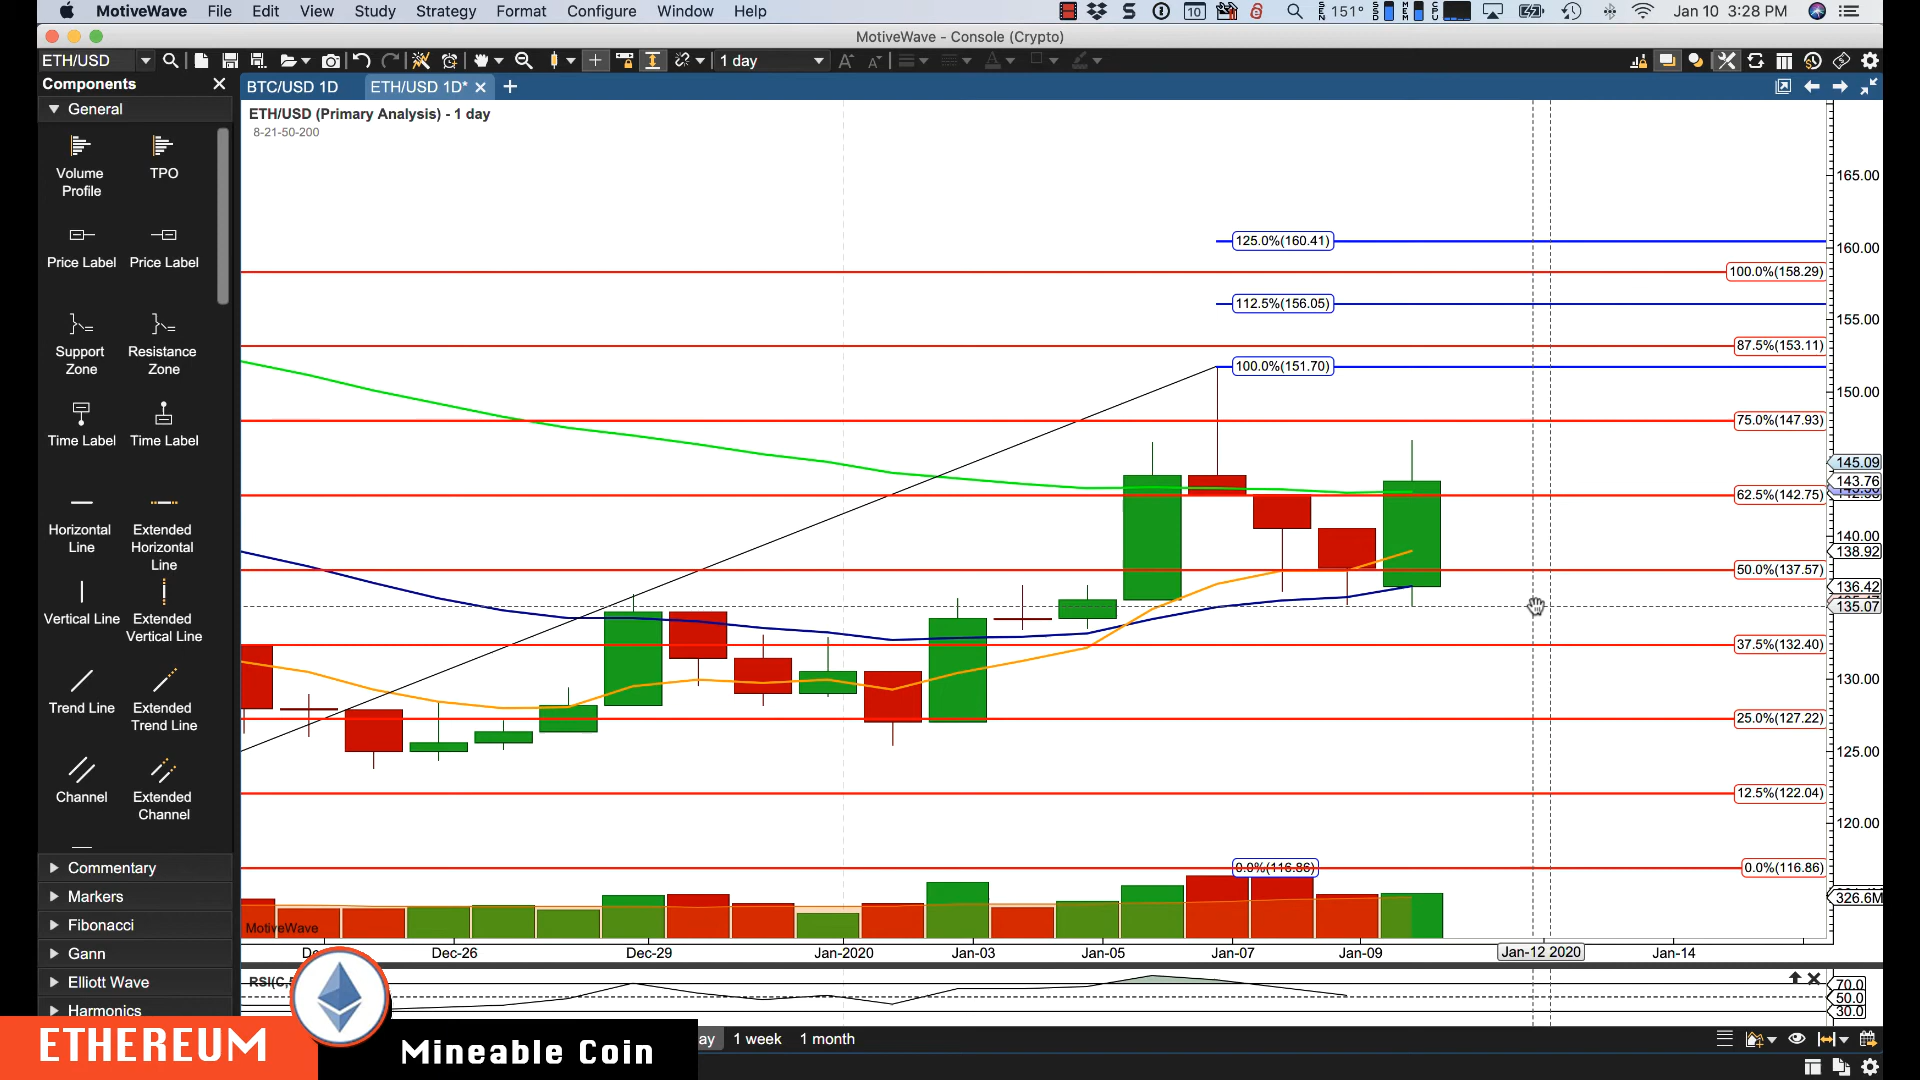 MotiveWave File Edit View Study Strategy Format Configure Window Help
151° Jan 10 3:28 PM
MotiveWave - Console (Crypto)
ETH/USD
1 day
Components
BTC/USD 1D
ETH/USD 1D*
General
ETH/USD (Primary Analysis) - 1 day
8-21-50-200
Volume Profile
TPO
Price Label
Price Label
Support Zone
Resistance Zone
Time Label
Time Label
Horizontal Line
Extended Horizontal Line
Vertical Line
Extended Vertical Line
Trend Line
Extended Trend Line
Channel
Extended Channel
Commentary
Markers
Fibonacci
Gann
Elliott Wave
Harmonics
125.0%(160.41)
112.5%(156.05)
100.0%(151.70)
0.0%(116.86)
100.0%(158.29)
87.5%(153.11)
75.0%(147.93)
62.5%(142.75)
50.0%(137.57)
37.5%(132.40)
25.0%(127.22)
12.5%(122.04)
0.0%(116.86)
165.00
160.00
155.00
150.00
145.09
143.76
140.00
138.92
136.42
135.07
130.00
125.00
120.00
326.6M
MotiveWave
Dec-26
Dec-29
Jan-2020
Jan-03
Jan-05
Jan-07
Jan-09
Jan-12 2020
Jan-14
70.0
50.0
30.0
1 week
1 month
ETHEREUM
Mineable Coin